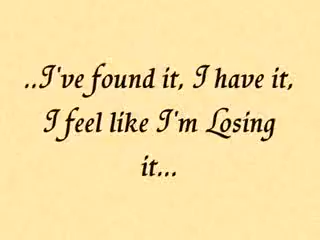 ..I've found it, I have it,
I feel like I'm Losing
it...